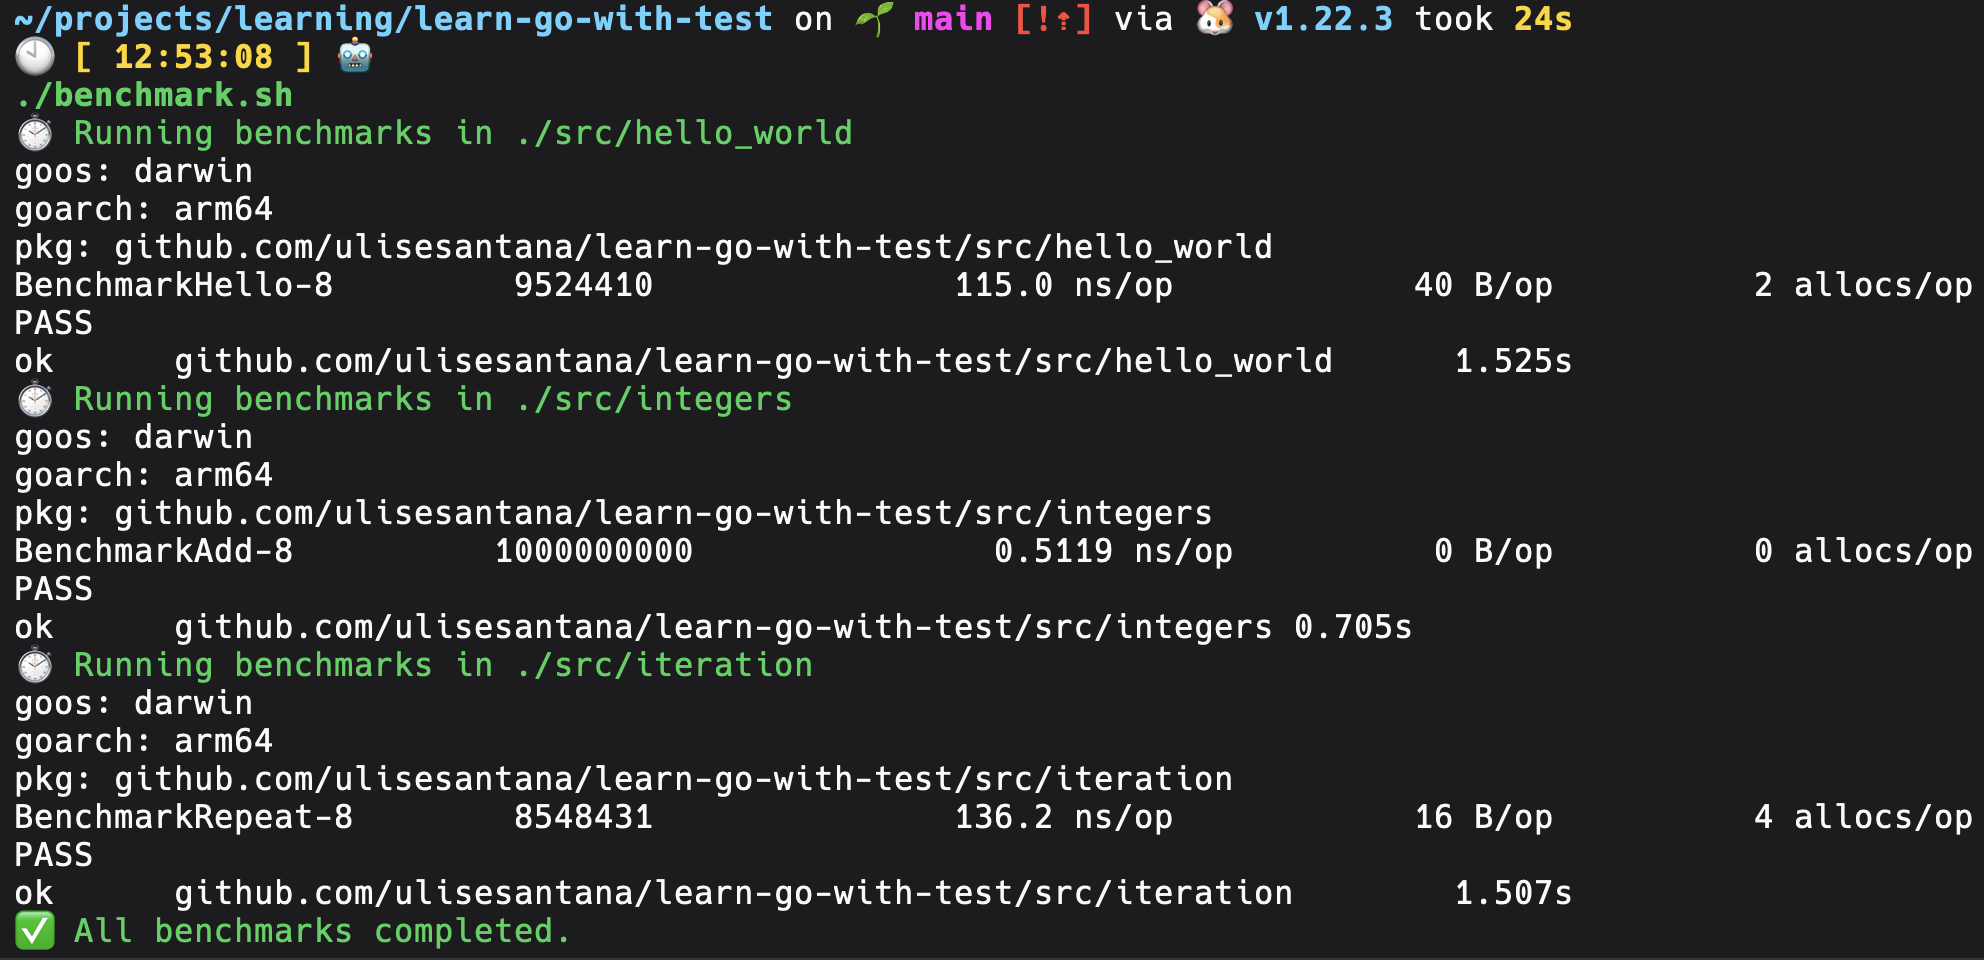 ~/projects/learning/learn-go-with-test on 🌱 main [!⇡] via 🐹 v1.22.3 took 24s
🕙 [ 12:53:08 ] 🤖
./benchmark.sh
⏱ Running benchmarks in ./src/hello_world
goos: darwin
goarch: arm64
pkg: github.com/ulisesantana/learn-go-with-test/src/hello_world
BenchmarkHello-8 9524410 115.0 ns/op 40 B/op 2 allocs/op
PASS
ok github.com/ulisesantana/learn-go-with-test/src/hello_world 1.525s
⏱ Running benchmarks in ./src/integers
goos: darwin
goarch: arm64
pkg: github.com/ulisesantana/learn-go-with-test/src/integers
BenchmarkAdd-8 1000000000 0.5119 ns/op 0 B/op 0 allocs/op
PASS
ok github.com/ulisesantana/learn-go-with-test/src/integers 0.705s
⏱ Running benchmarks in ./src/iteration
goos: darwin
goarch: arm64
pkg: github.com/ulisesantana/learn-go-with-test/src/iteration
BenchmarkRepeat-8 8548431 136.2 ns/op 16 B/op 4 allocs/op
PASS
ok github.com/ulisesantana/learn-go-with-test/src/iteration 1.507s
✅ All benchmarks completed.